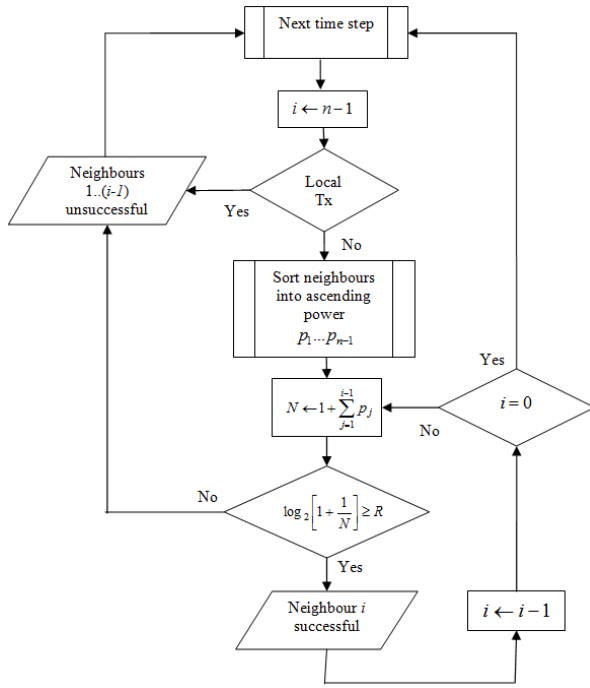 Next time step
i ← n−1
Local
Tx
Neighbours
1..(i-1)
unsuccessful
Yes
No
Sort neighbours
into ascending
power
p₁...pₙ₋₁
Yes
i = 0
N ← 1 + ∑_{j=1}^{i−1} p_j
No
No
log₂[1 + 1/N] ≥ R
Yes
Neighbour i
successful
i ← i−1